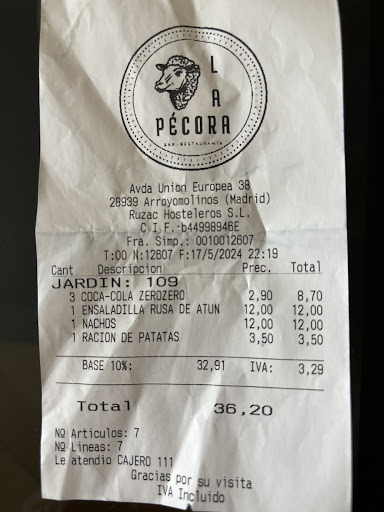 LA
PÉCORA
BAR-RESTAURANTE
Avda Union Europea 38
28939 Arroyomolinos (Madrid)
Ruzac Hosteleros S.L.
C.I.F.:b44998946E
Fra. Simp.: 0010012607
T:00 N:12607 F:17/5/2024 22:19
Cant Descripcion Prec. Total
JARDIN: 109
3 COCA-COLA ZEROZERO 2,90 8,70
1 ENSALADILLA RUSA DE ATUN 12,00 12,00
1 NACHOS 12,00 12,00
1 RACION DE PATATAS 3,50 3,50
BASE 10%: 32,91 IVA: 3,29
Total 36,20
Nº Articulos: 7
Nº Lineas: 7
Le atendio CAJERO 111
Gracias por su visita
IVA Incluido